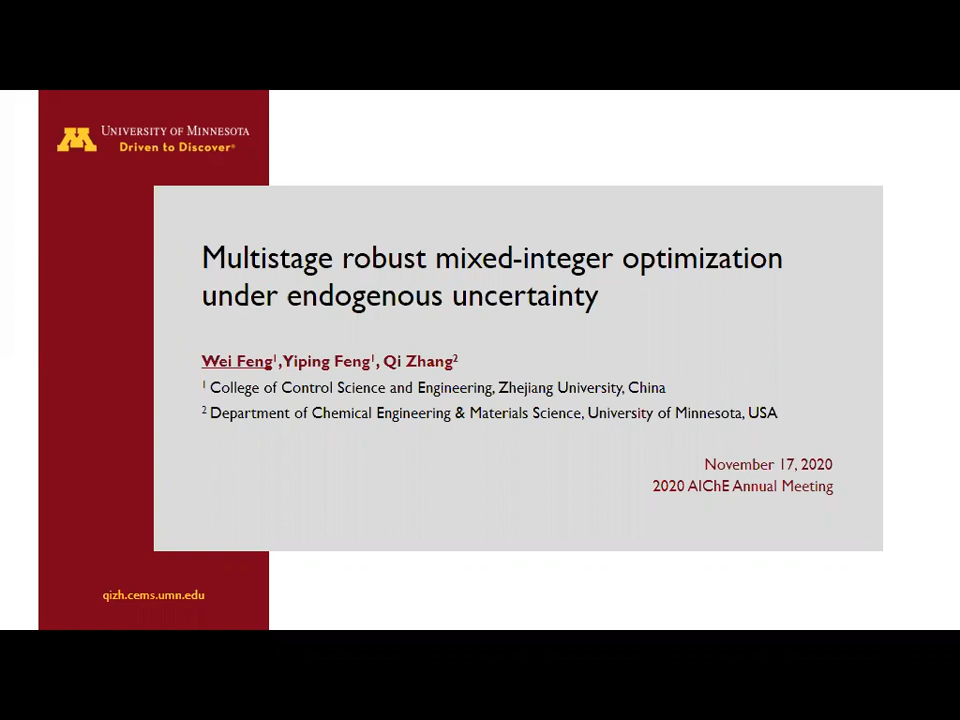 UNIVERSITY OF MINNESOTA
Driven to Discover®
Multistage robust mixed-integer optimization
under endogenous uncertainty
Wei Feng¹, Yiping Feng¹, Qi Zhang²
¹ College of Control Science and Engineering, Zhejiang University, China
² Department of Chemical Engineering & Materials Science, University of Minnesota, USA
November 17, 2020
2020 AIChE Annual Meeting
qizh.cems.umn.edu